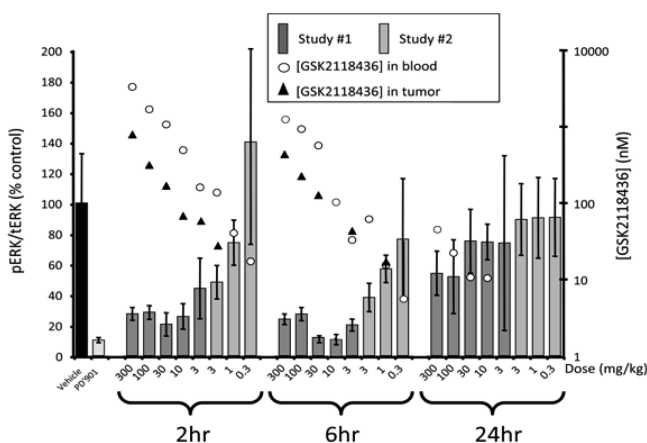 Study #1
Study #2
[GSK2118436] in blood
[GSK2118436] in tumor
pERK/tERK (% control)
200
180
160
140
120
100
80
60
40
20
0
10000
100
10
1
[GSK2118436] (nM)
Vehicle
PD'901
300 100 30 10 3 3 1 0.3
300 100 30 10 3 3 1 0.3
300 100 30 10 3 3 1 0.3
Dose (mg/kg)
2hr 6hr 24hr